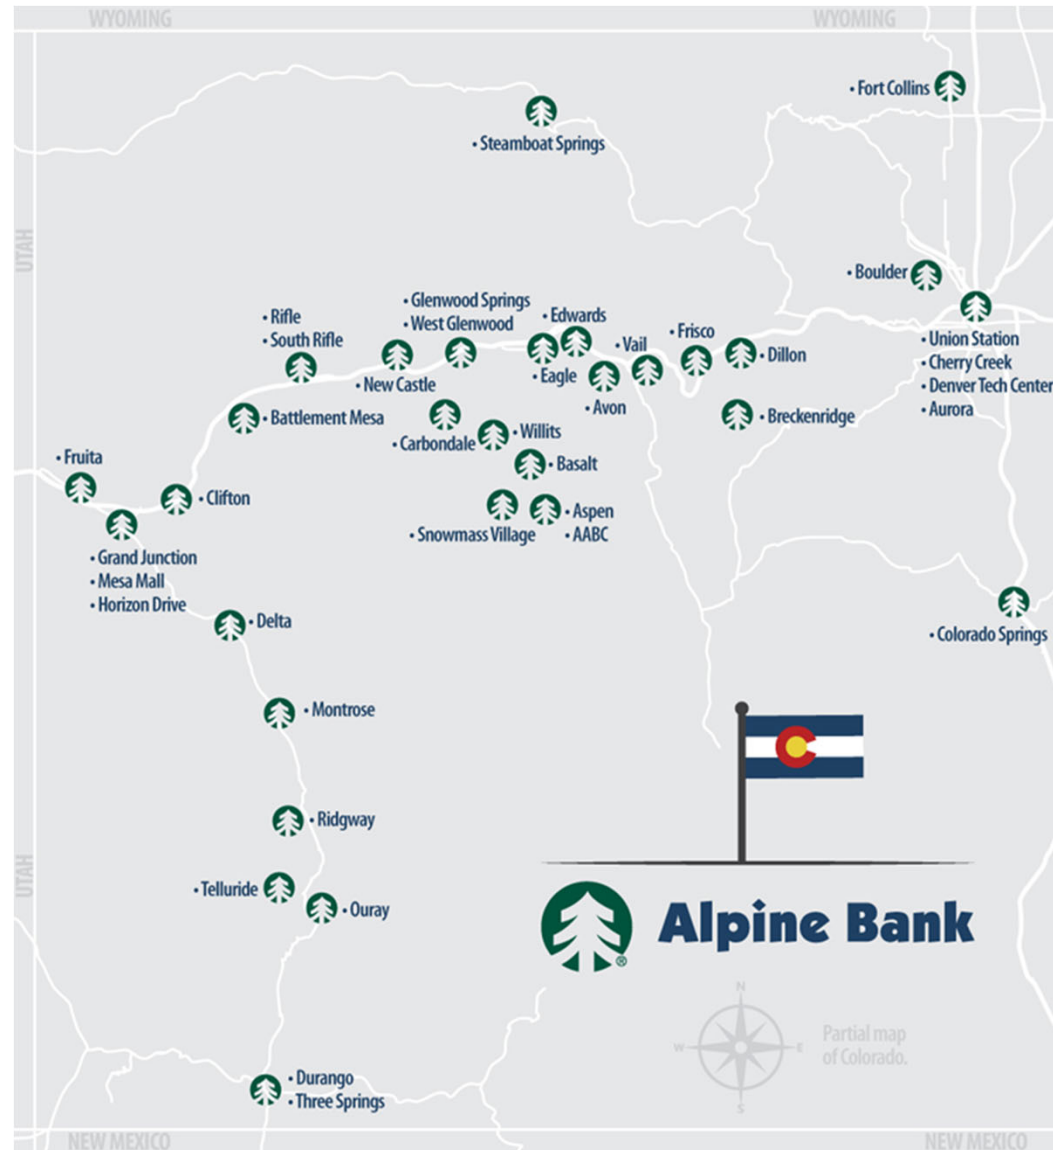 WYOMING
WYOMING
• Fort Collins
• Steamboat Springs
UTAH
• Boulder
• Glenwood Springs
• West Glenwood
• Edwards
• Rifle
• South Rifle
• Vail
• Frisco
• Union Station
• Cherry Creek
• Denver Tech Center
• Aurora
• Dillon
• Eagle
• New Castle
• Avon
• Battlement Mesa
• Breckenridge
• Carbondale
• Willits
• Basalt
• Fruita
• Clifton
• Aspen
• AABC
• Snowmass Village
• Grand Junction
• Mesa Mall
• Horizon Drive
• Delta
• Colorado Springs
• Montrose
• Ridgway
UTAH
• Telluride
• Ouray
®
Alpine Bank
N
W
E
S
Partial map
of Colorado.
• Durango
• Three Springs
NEW MEXICO
NEW MEXICO